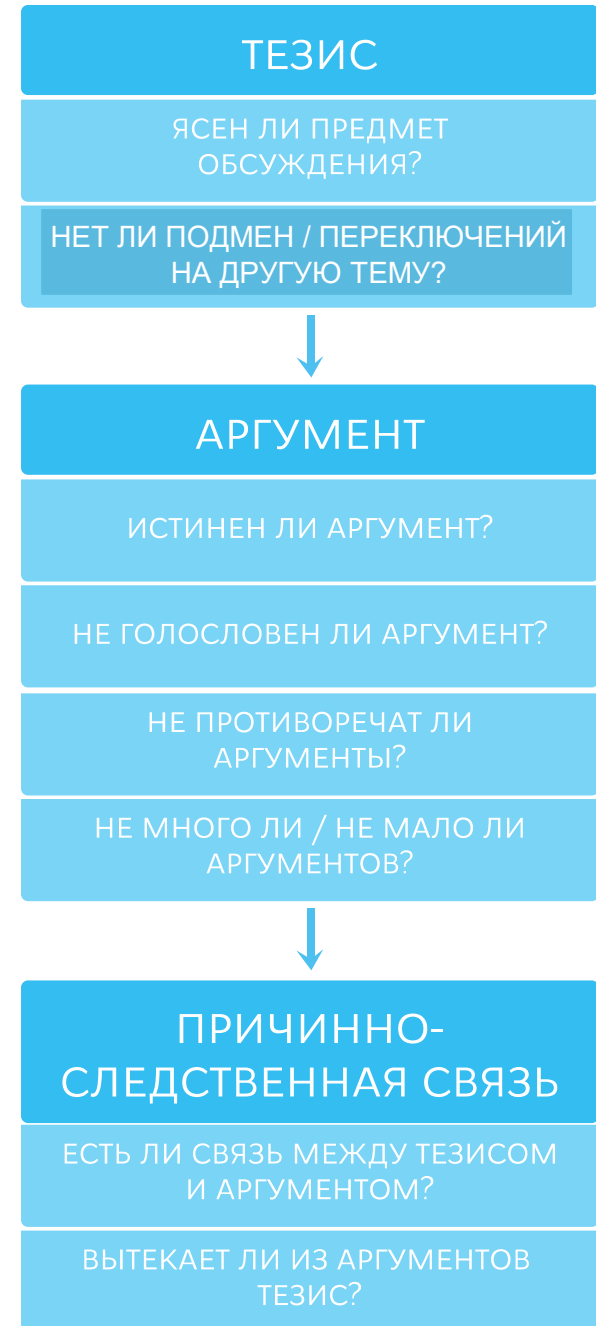 ТЕЗИС
ЯСЕН ЛИ ПРЕДМЕТ
ОБСУЖДЕНИЯ?
НЕТ ЛИ ПОДМЕН / ПЕРЕКЛЮЧЕНИЙ
НА ДРУГУЮ ТЕМУ?
АРГУМЕНТ
ИСТИНЕН ЛИ АРГУМЕНТ?
НЕ ГОЛОСЛОВЕН ЛИ АРГУМЕНТ?
НЕ ПРОТИВОРЕЧАТ ЛИ
АРГУМЕНТЫ?
НЕ МНОГО ЛИ / НЕ МАЛО ЛИ
АРГУМЕНТОВ?
ПРИЧИННО-
СЛЕДСТВЕННАЯ СВЯЗЬ
ЕСТЬ ЛИ СВЯЗЬ МЕЖДУ ТЕЗИСОМ
И АРГУМЕНТОМ?
ВЫТЕКАЕТ ЛИ ИЗ АРГУМЕНТОВ
ТЕЗИС?